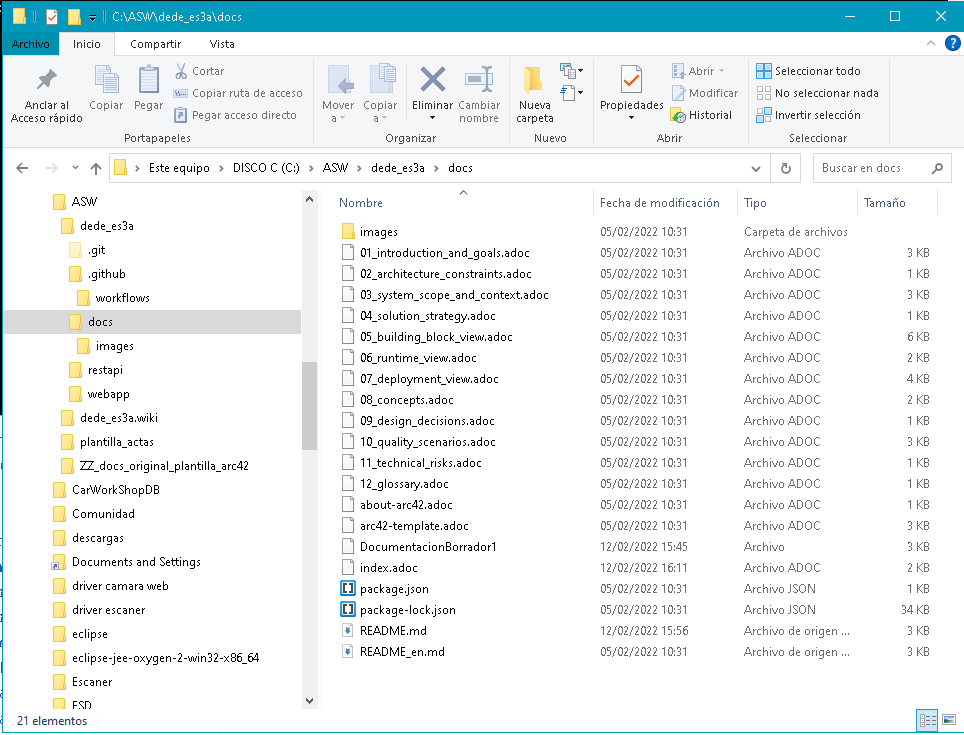 C:\ASW\dede_es3a\docs
Archivo Inicio Compartir Vista
Anclar al Acceso rápido
Copiar
Pegar
Cortar
Copiar ruta de acceso
Pegar acceso directo
Portapapeles
Mover a
Copiar a
Eliminar
Cambiar nombre
Organizar
Nueva carpeta
Nuevo
Propiedades
Abrir
Modificar
Historial
Abrir
Seleccionar todo
No seleccionar nada
Invertir selección
Seleccionar
Este equipo > DISCO C (C:) > ASW > dede_es3a > docs
Buscar en docs
ASW
dede_es3a
.git
.github
workflows
docs
images
restapi
webapp
dede_es3a.wiki
plantilla_actas
ZZ_docs_original_plantilla_arc42
CarWorkShopDB
Comunidad
descargas
Documents and Settings
driver camara web
driver escaner
eclipse
eclipse-jee-oxygen-2-win32-x86_64
Escaner
ESD
Nombre Fecha de modificación Tipo Tamaño
images 05/02/2022 10:31 Carpeta de archivos
01_introduction_and_goals.adoc 05/02/2022 10:31 Archivo ADOC 3 KB
02_architecture_constraints.adoc 05/02/2022 10:31 Archivo ADOC 1 KB
03_system_scope_and_context.adoc 05/02/2022 10:31 Archivo ADOC 3 KB
04_solution_strategy.adoc 05/02/2022 10:31 Archivo ADOC 1 KB
05_building_block_view.adoc 05/02/2022 10:31 Archivo ADOC 6 KB
06_runtime_view.adoc 05/02/2022 10:31 Archivo ADOC 2 KB
07_deployment_view.adoc 05/02/2022 10:31 Archivo ADOC 4 KB
08_concepts.adoc 05/02/2022 10:31 Archivo ADOC 2 KB
09_design_decisions.adoc 05/02/2022 10:31 Archivo ADOC 1 KB
10_quality_scenarios.adoc 05/02/2022 10:31 Archivo ADOC 3 KB
11_technical_risks.adoc 05/02/2022 10:31 Archivo ADOC 1 KB
12_glossary.adoc 05/02/2022 10:31 Archivo ADOC 1 KB
about-arc42.adoc 05/02/2022 10:31 Archivo ADOC 1 KB
arc42-template.adoc 05/02/2022 10:31 Archivo ADOC 3 KB
DocumentacionBorrador1 12/02/2022 15:45 Archivo 3 KB
index.adoc 12/02/2022 16:11 Archivo ADOC 2 KB
package.json 05/02/2022 10:31 Archivo JSON 1 KB
package-lock.json 05/02/2022 10:31 Archivo JSON 34 KB
README.md 12/02/2022 15:56 Archivo de origen ... 3 KB
README_en.md 05/02/2022 10:31 Archivo de origen ... 3 KB
21 elementos